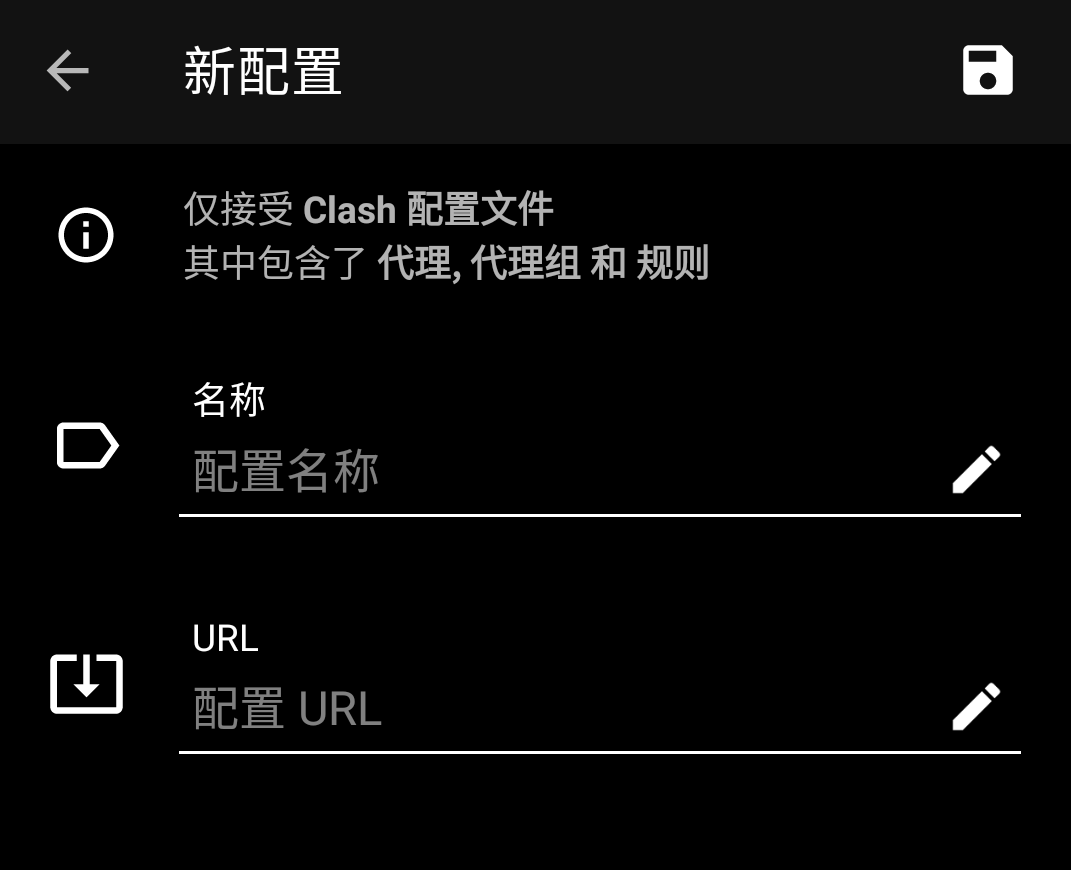 新配置
仅接受 Clash 配置文件
其中包含了 代理, 代理组 和 规则
名称
配置名称
URL
配置 URL